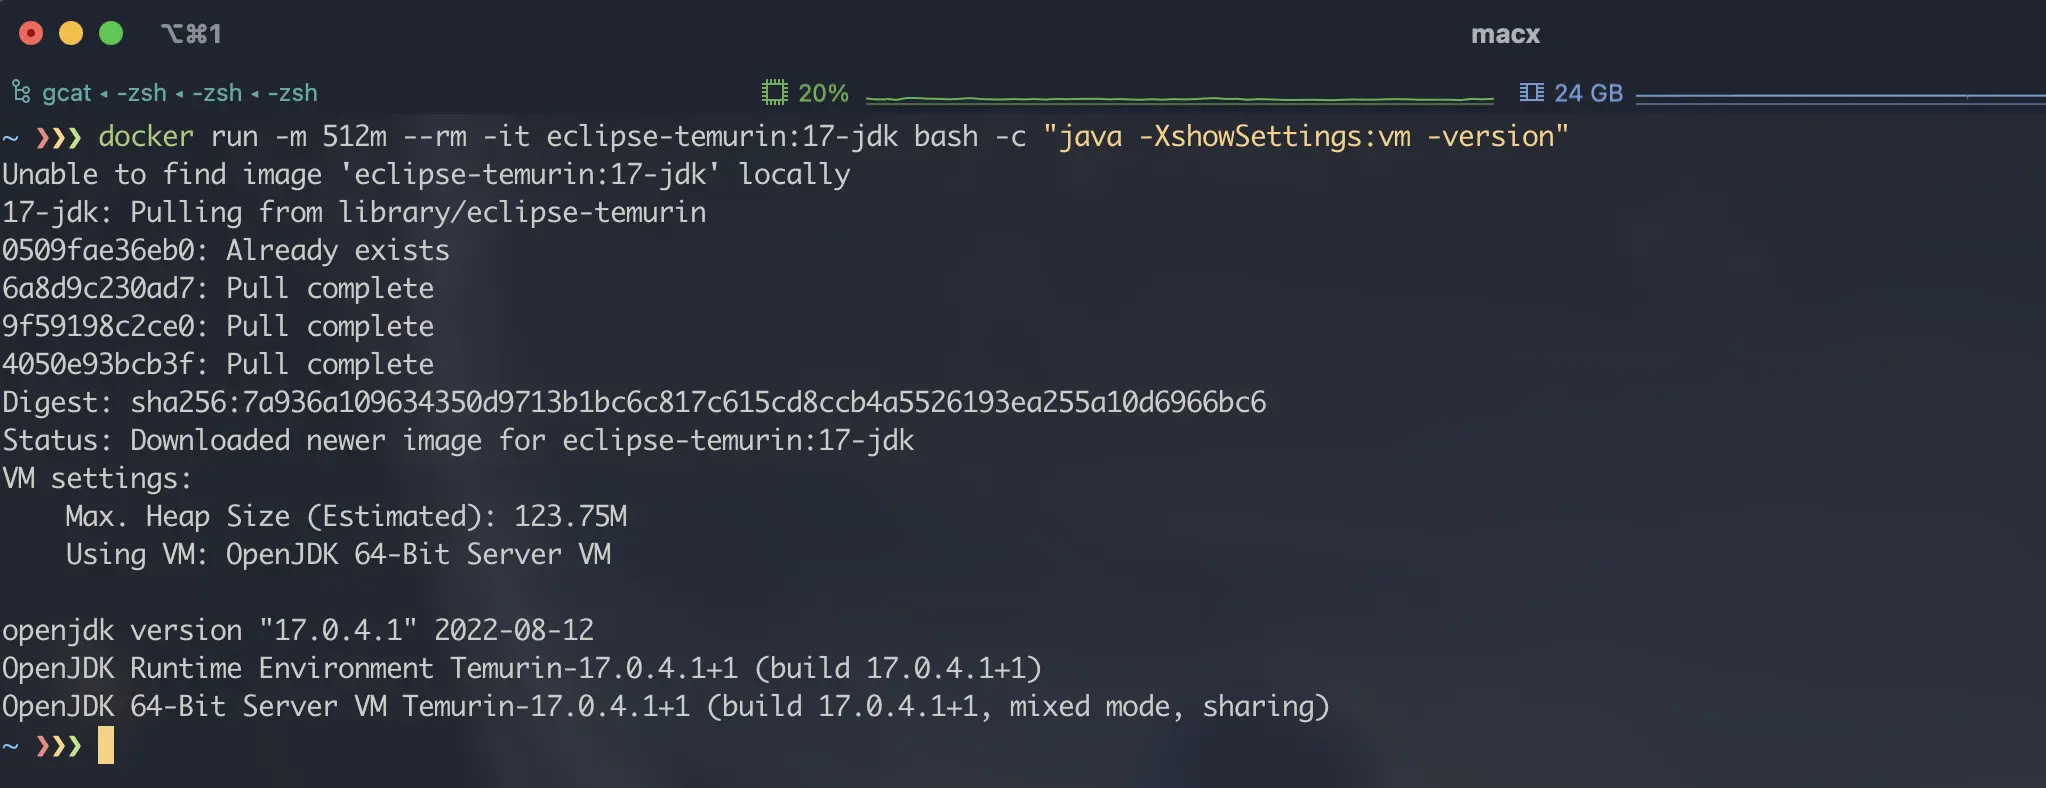 ⌥⌘1
macx
gcat ◂ -zsh ◂ -zsh ◂ -zsh
20%
24 GB
~ ❯❯❯ docker run -m 512m --rm -it eclipse-temurin:17-jdk bash -c "java -XshowSettings:vm -version"
Unable to find image 'eclipse-temurin:17-jdk' locally
17-jdk: Pulling from library/eclipse-temurin
0509fae36eb0: Already exists
6a8d9c230ad7: Pull complete
9f59198c2ce0: Pull complete
4050e93bcb3f: Pull complete
Digest: sha256:7a936a109634350d9713b1bc6c817c615cd8ccb4a5526193ea255a10d6966bc6
Status: Downloaded newer image for eclipse-temurin:17-jdk
VM settings:
    Max. Heap Size (Estimated): 123.75M
    Using VM: OpenJDK 64-Bit Server VM
openjdk version "17.0.4.1" 2022-08-12
OpenJDK Runtime Environment Temurin-17.0.4.1+1 (build 17.0.4.1+1)
OpenJDK 64-Bit Server VM Temurin-17.0.4.1+1 (build 17.0.4.1+1, mixed mode, sharing)
~ ❯❯❯